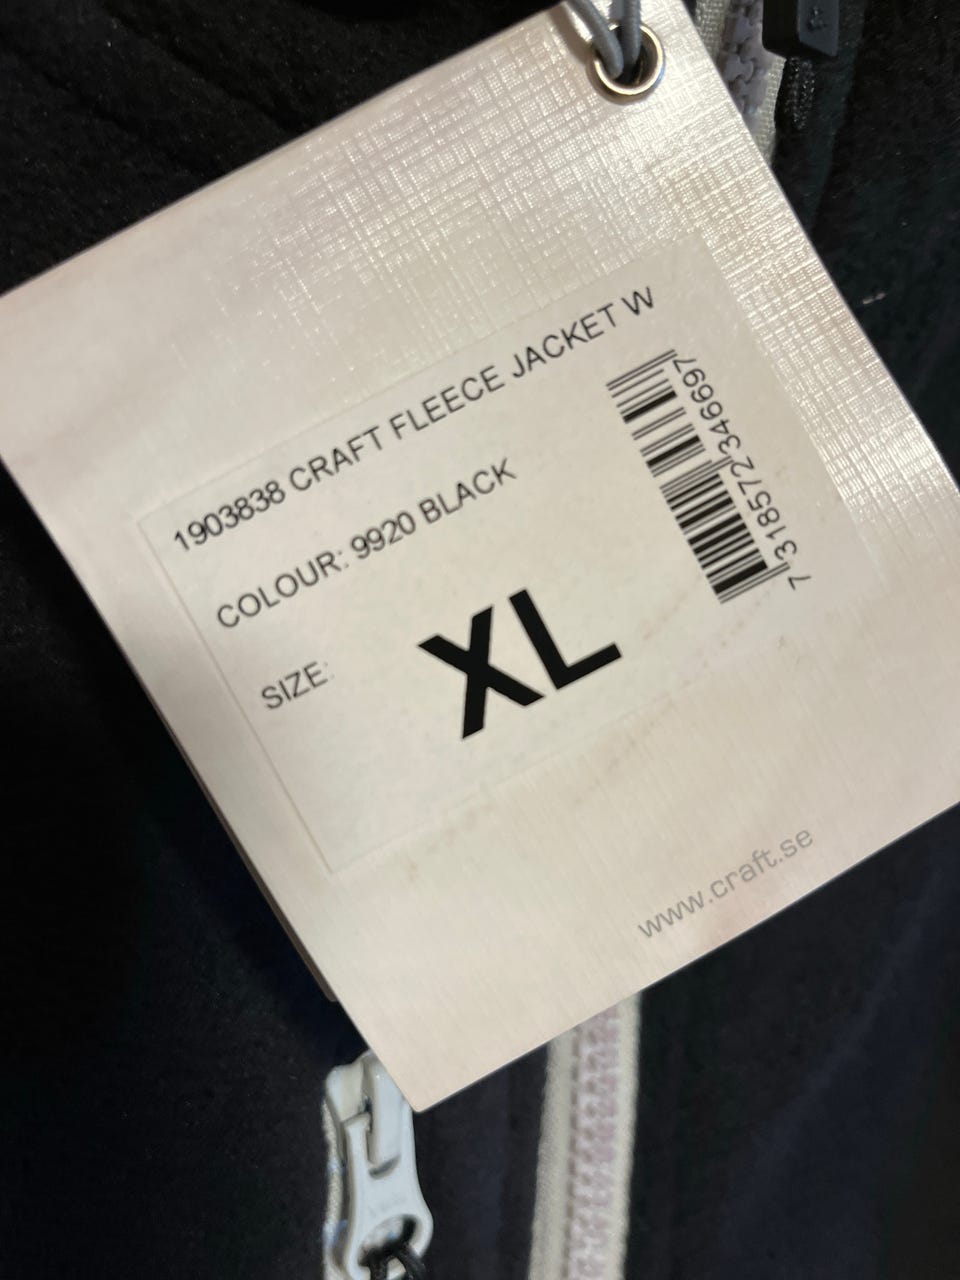 1903838 CRAFT FLEECE JACKET W
COLOUR: 9920 BLACK
SIZE:
XL
7 318572 346697
www.craft.se